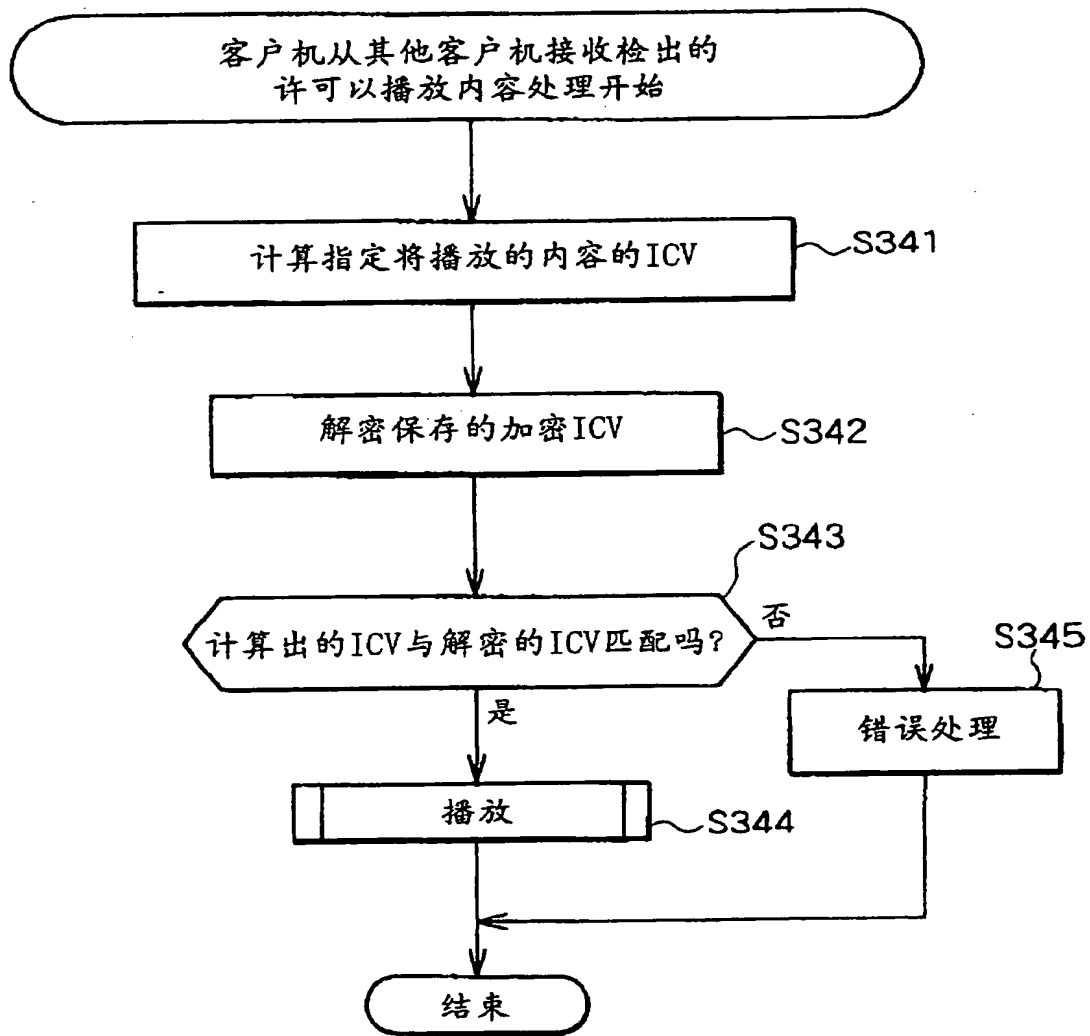 客户机从其他客户机接收检出的
许可以播放内容处理开始
计算指定将播放的内容的ICV
S341
解密保存的加密ICV
S342
S343
计算出的ICV与解密的ICV匹配吗?
否
S345
是
错误处理
播放
S344
结束